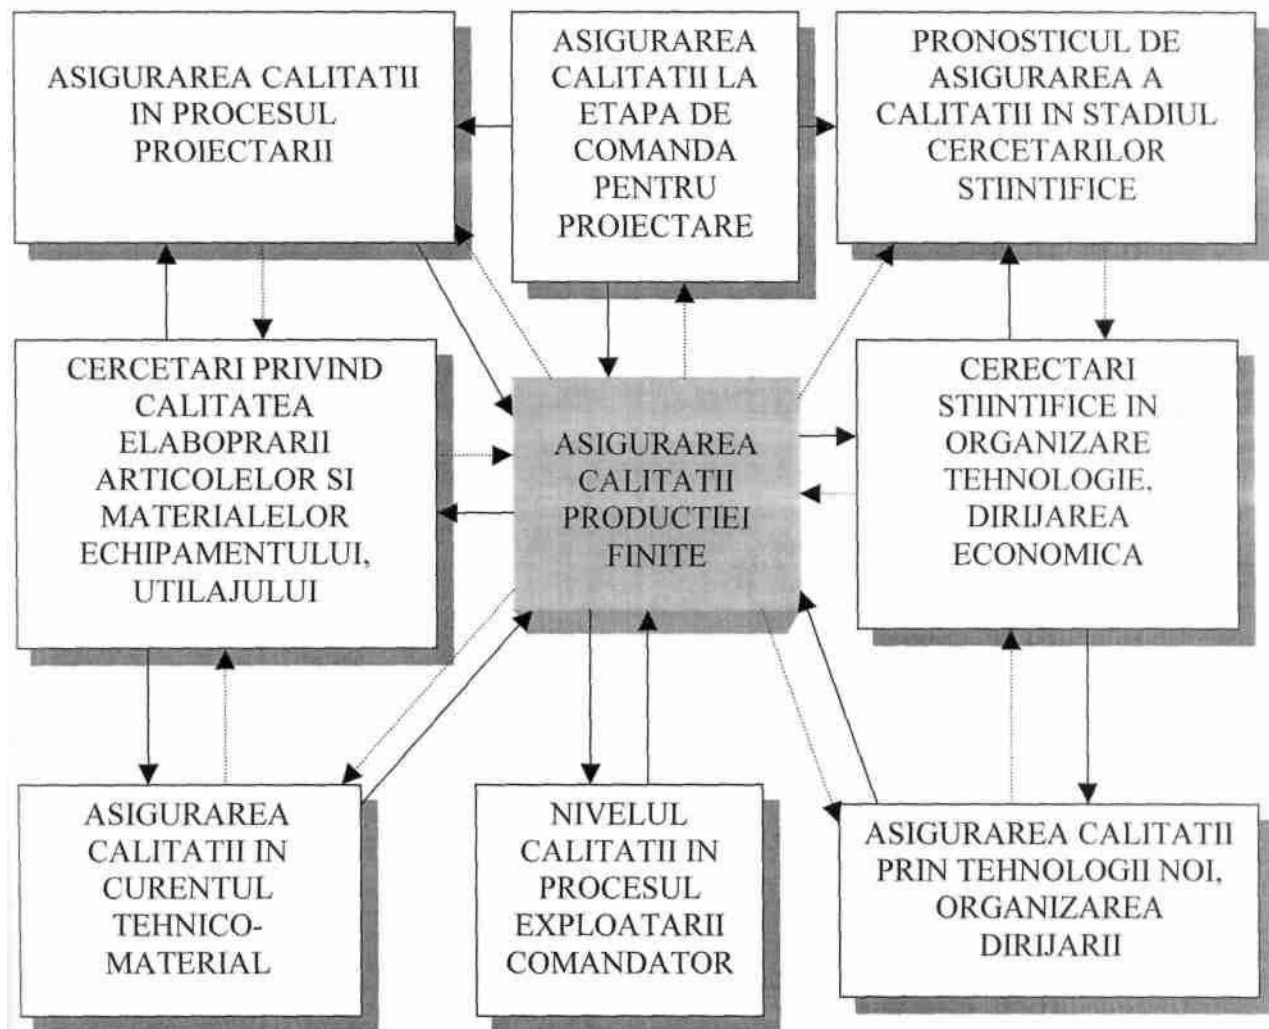 ASIGURAREA CALITATII
IN PROCESUL
PROIECTARII
ASIGURAREA
CALITATII LA
ETAPA DE
COMANDA
PENTRU
PROIECTARE
PRONOSTICUL DE
ASIGURAREA A
CALITATII IN STADIUL
CERCETARILOR
STIINTIFICE
CERCETARI PRIVIND
CALITATEA
ELABOPRARII
ARTICOLELOR SI
MATERIALELOR
ECHIPAMENTULUI,
UTILAJULUI
ASIGURAREA
CALITATII
PRODUCTIEI
FINITE
CERECTARI
STIINTIFICE IN
ORGANIZARE
TEHNOLOGIE,
DIRIJAREA
ECONOMICA
ASIGURAREA
CALITATII IN
CURENTUL
TEHNICO-
MATERIAL
NIVELUL
CALITATII IN
PROCESUL
EXPLOATARII
COMANDATOR
ASIGURAREA CALITATII
PRIN TEHNOLOGII NOI,
ORGANIZAREA
DIRIJARII